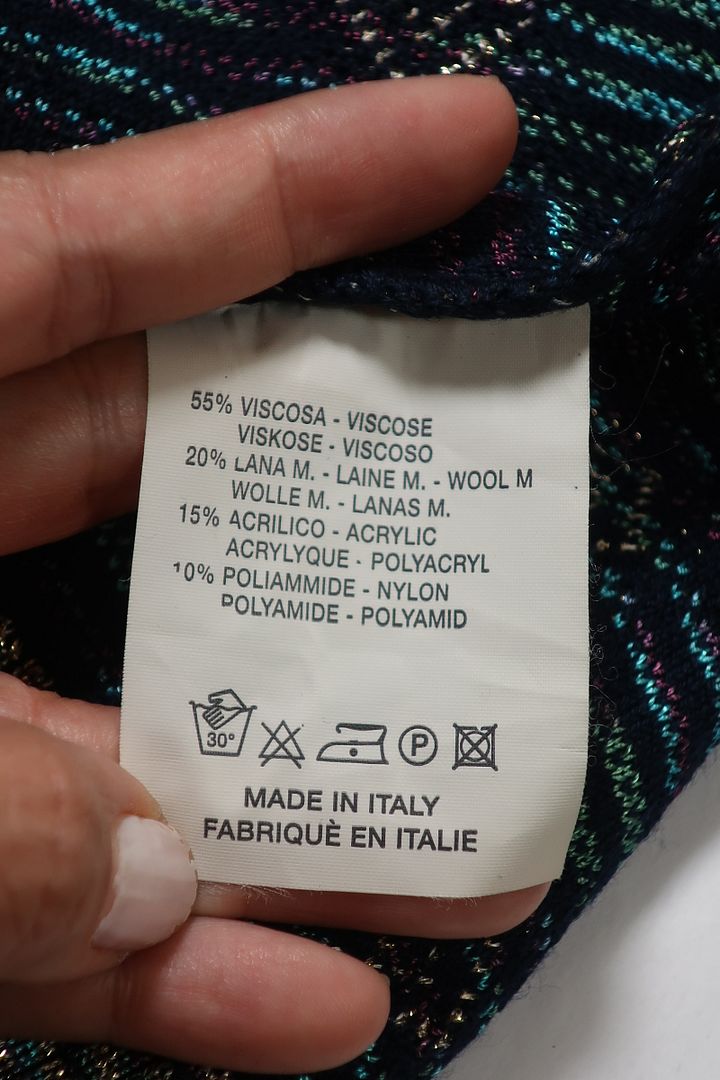 55% VISCOSA - VISCOSE
VISKOSE - VISCOSO
20% LANA M. - LAINE M. - WOOL M
WOLLE M. - LANAS M.
15% ACRILICO - ACRYLIC
ACRYLYQUE - POLYACRYL
10% POLIAMMIDE - NYLON
POLYAMIDE - POLYAMID
30°
P
MADE IN ITALY
FABRIQUÈ EN ITALIE